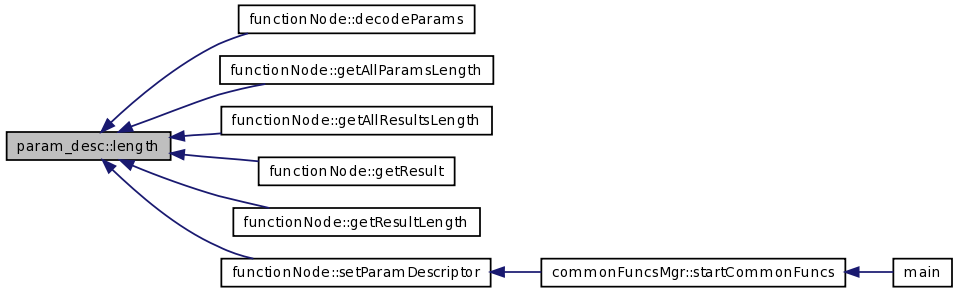 functionNode::decodeParams
functionNode::getAllParamsLength
functionNode::getAllResultsLength
param_desc::length
functionNode::getResult
functionNode::getResultLength
functionNode::setParamDescriptor
commonFuncsMgr::startCommonFuncs
main